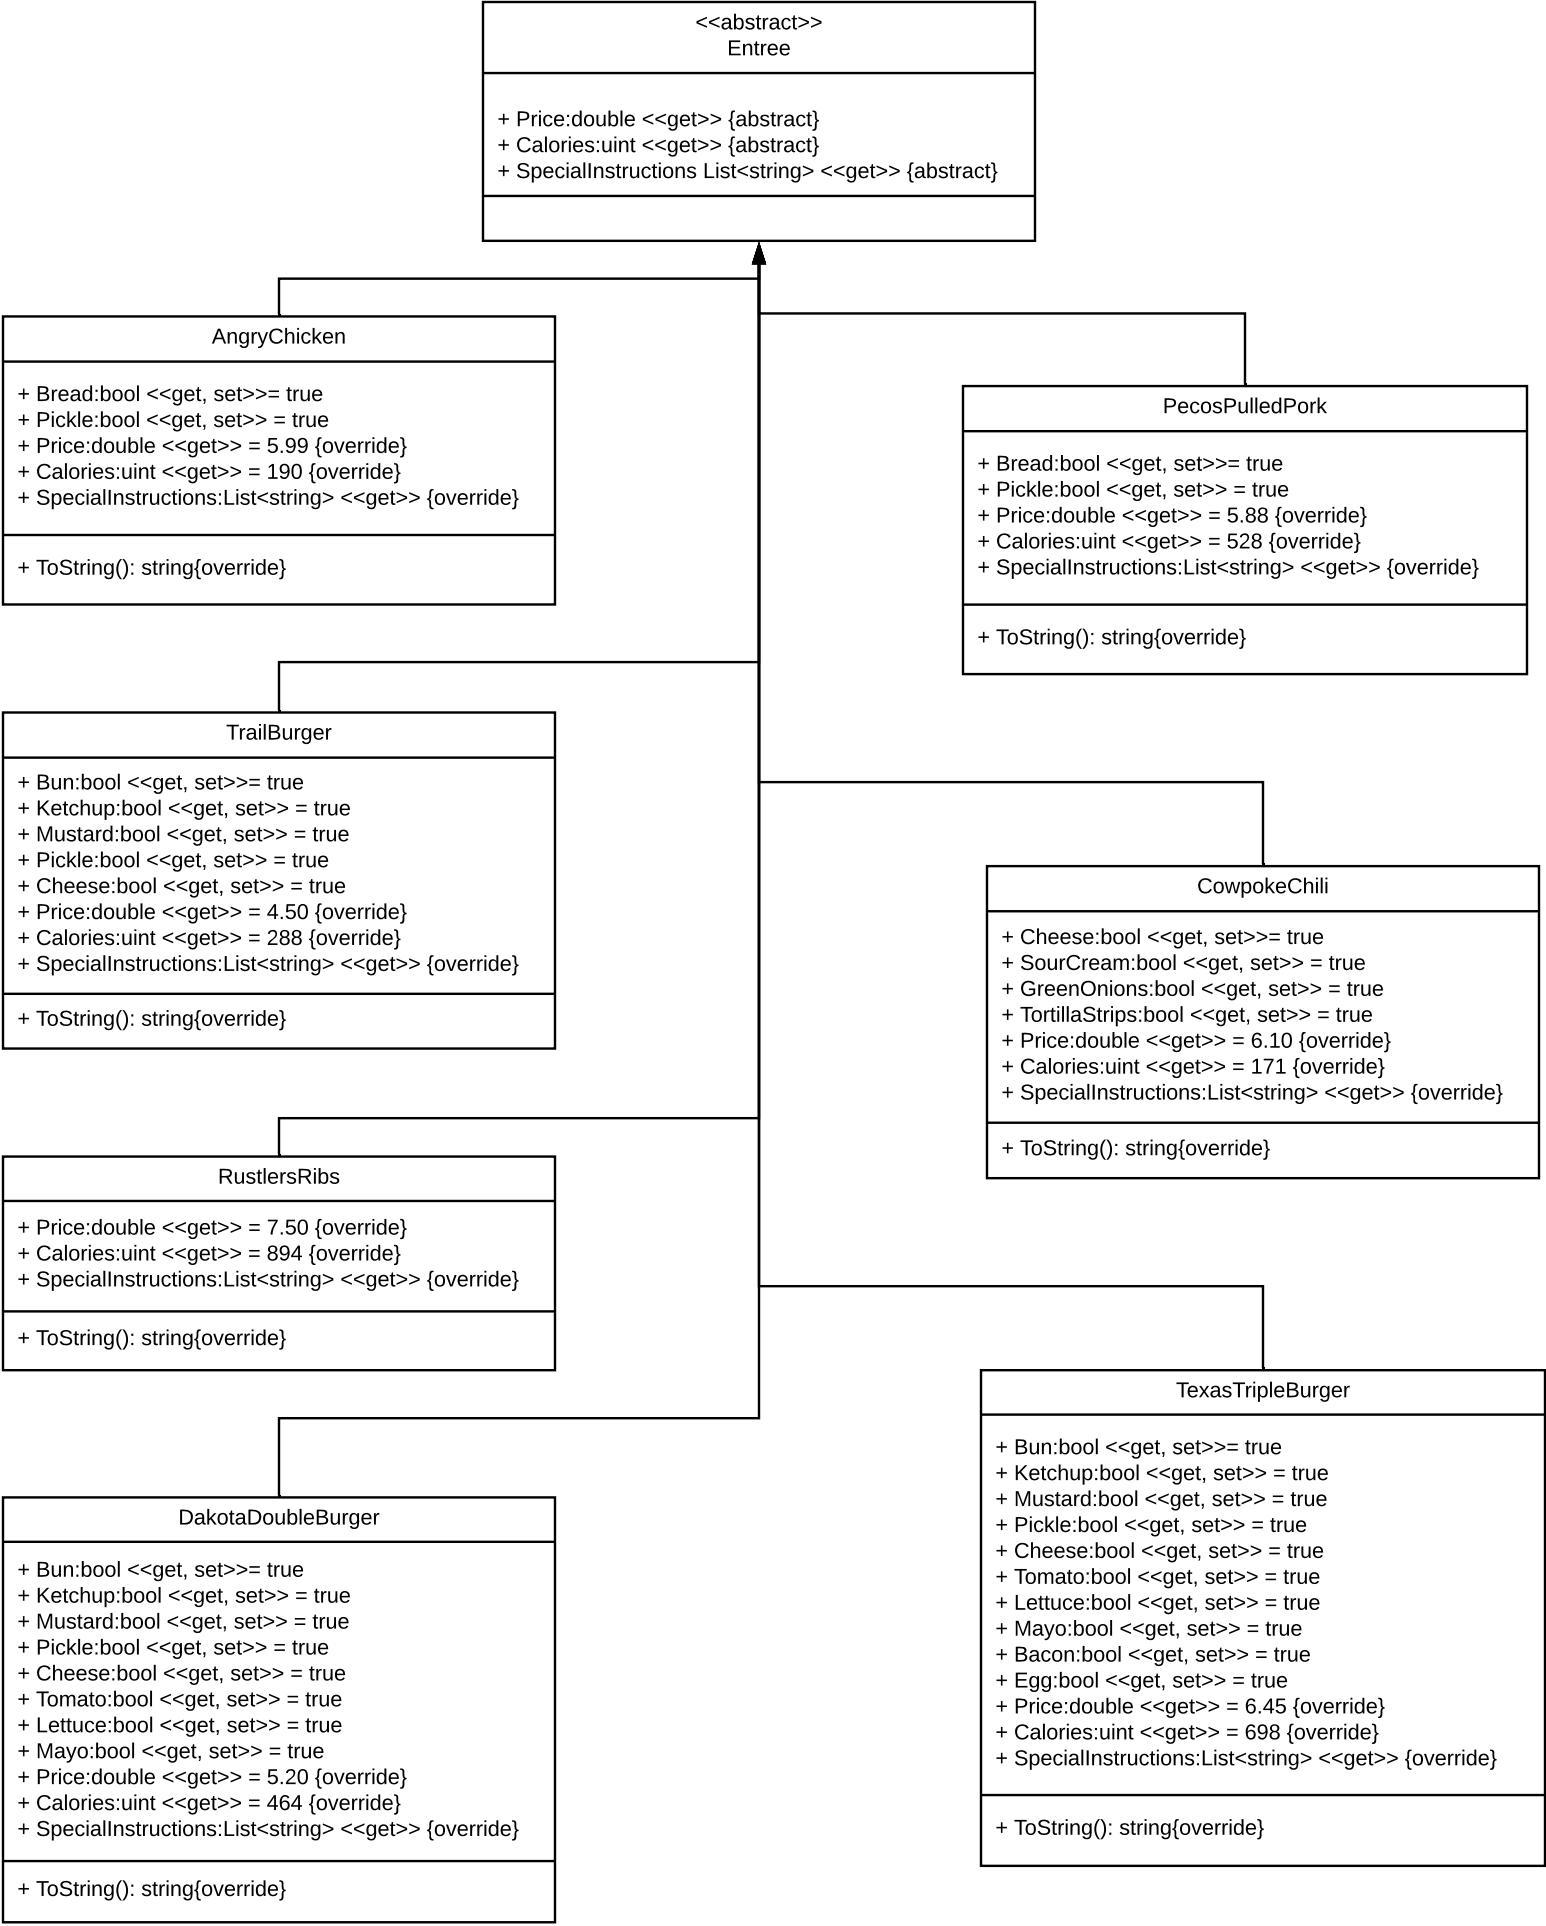 <<abstract>>
Entree
+ Price:double <<get>> {abstract}
+ Calories:uint <<get>> {abstract}
+ SpecialInstructions List<string> <<get>> {abstract}
AngryChicken
+ Bread:bool <<get, set>>= true
+ Pickle:bool <<get, set>> = true
+ Price:double <<get>> = 5.99 {override}
+ Calories:uint <<get>> = 190 {override}
+ SpecialInstructions:List<string> <<get>> {override}
+ ToString(): string{override}
PecosPulledPork
+ Bread:bool <<get, set>>= true
+ Pickle:bool <<get, set>> = true
+ Price:double <<get>> = 5.88 {override}
+ Calories:uint <<get>> = 528 {override}
+ SpecialInstructions:List<string> <<get>> {override}
+ ToString(): string{override}
TrailBurger
+ Bun:bool <<get, set>>= true
+ Ketchup:bool <<get, set>> = true
+ Mustard:bool <<get, set>> = true
+ Pickle:bool <<get, set>> = true
+ Cheese:bool <<get, set>> = true
+ Price:double <<get>> = 4.50 {override}
+ Calories:uint <<get>> = 288 {override}
+ SpecialInstructions:List<string> <<get>> {override}
+ ToString(): string{override}
CowpokeChili
+ Cheese:bool <<get, set>>= true
+ SourCream:bool <<get, set>> = true
+ GreenOnions:bool <<get, set>> = true
+ TortillaStrips:bool <<get, set>> = true
+ Price:double <<get>> = 6.10 {override}
+ Calories:uint <<get>> = 171 {override}
+ SpecialInstructions:List<string> <<get>> {override}
+ ToString(): string{override}
RustlersRibs
+ Price:double <<get>> = 7.50 {override}
+ Calories:uint <<get>> = 894 {override}
+ SpecialInstructions:List<string> <<get>> {override}
+ ToString(): string{override}
TexasTripleBurger
+ Bun:bool <<get, set>>= true
+ Ketchup:bool <<get, set>> = true
+ Mustard:bool <<get, set>> = true
+ Pickle:bool <<get, set>> = true
+ Cheese:bool <<get, set>> = true
+ Tomato:bool <<get, set>> = true
+ Lettuce:bool <<get, set>> = true
+ Mayo:bool <<get, set>> = true
+ Bacon:bool <<get, set>> = true
+ Egg:bool <<get, set>> = true
+ Price:double <<get>> = 6.45 {override}
+ Calories:uint <<get>> = 698 {override}
+ SpecialInstructions:List<string> <<get>> {override}
+ ToString(): string{override}
DakotaDoubleBurger
+ Bun:bool <<get, set>>= true
+ Ketchup:bool <<get, set>> = true
+ Mustard:bool <<get, set>> = true
+ Pickle:bool <<get, set>> = true
+ Cheese:bool <<get, set>> = true
+ Tomato:bool <<get, set>> = true
+ Lettuce:bool <<get, set>> = true
+ Mayo:bool <<get, set>> = true
+ Price:double <<get>> = 5.20 {override}
+ Calories:uint <<get>> = 464 {override}
+ SpecialInstructions:List<string> <<get>> {override}
+ ToString(): string{override}